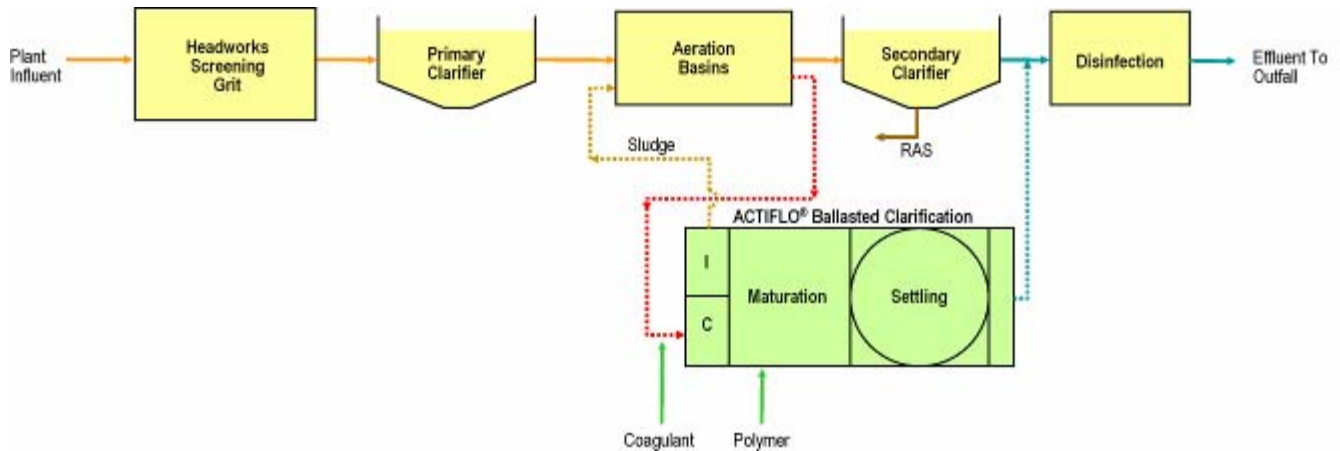 Plant
Influent
Headworks
Screening
Grit
Primary
Clarifier
Aeration
Basins
Secondary
Clarifier
Disinfection
Effluent To
Outfall
Sludge
RAS
ACTIFLO® Ballasted Clarification
I
Maturation
Settling
C
Coagulant
Polymer